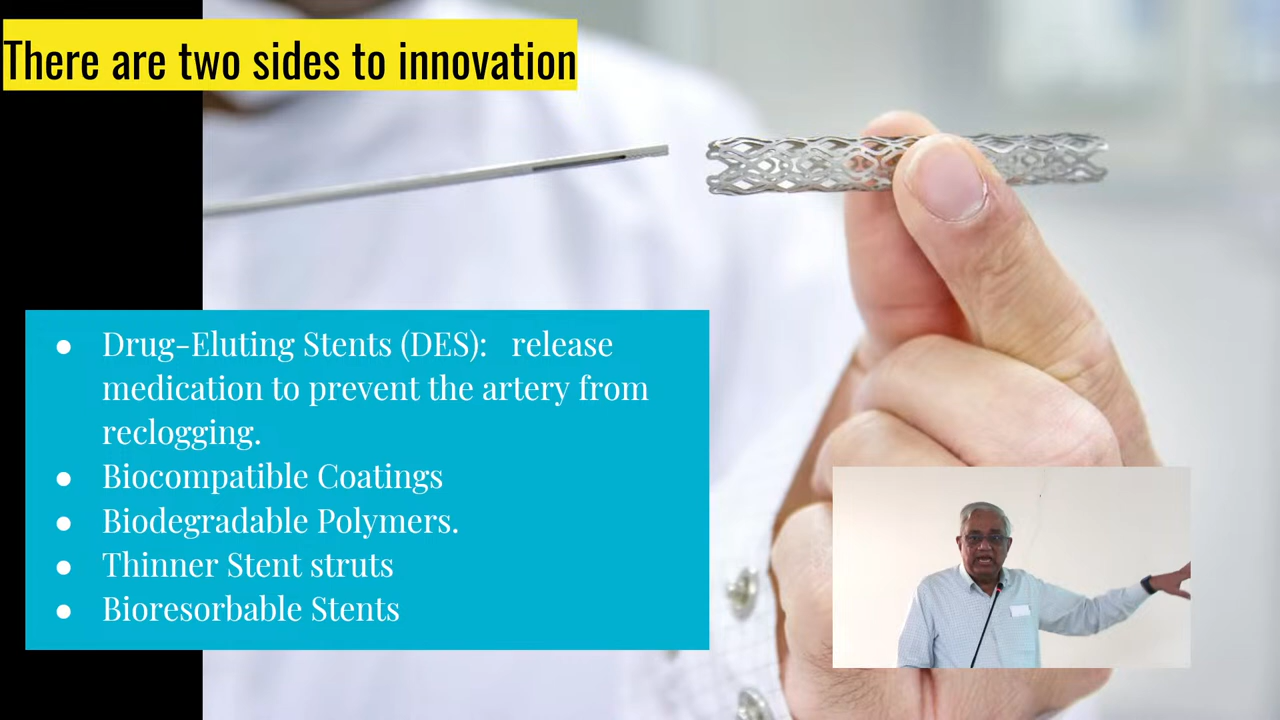 There are two sides to innovation
● Drug-Eluting Stents (DES): release
medication to prevent the artery from
reclogging.
● Biocompatible Coatings
● Biodegradable Polymers.
● Thinner Stent struts
● Bioresorbable Stents